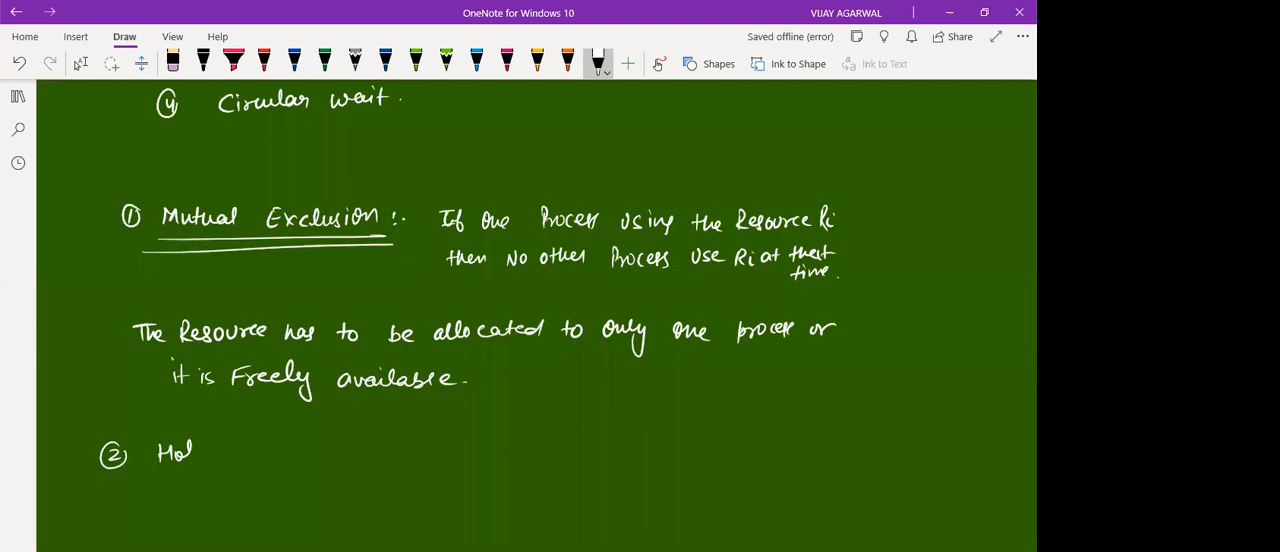 OneNote for Windows 10
VIJAY AGARWAL
Home Insert Draw View Help
Saved offline (error)
Share
Shapes
Ink to Shape
Ink to Text
4 Circular wait.
1 Mutual Exclusion :- If one Process using the Resource Ri
then No other Process use Ri at that
time.
The Resource has to be allocated to only one process or
it is Freely available.
2 Hol